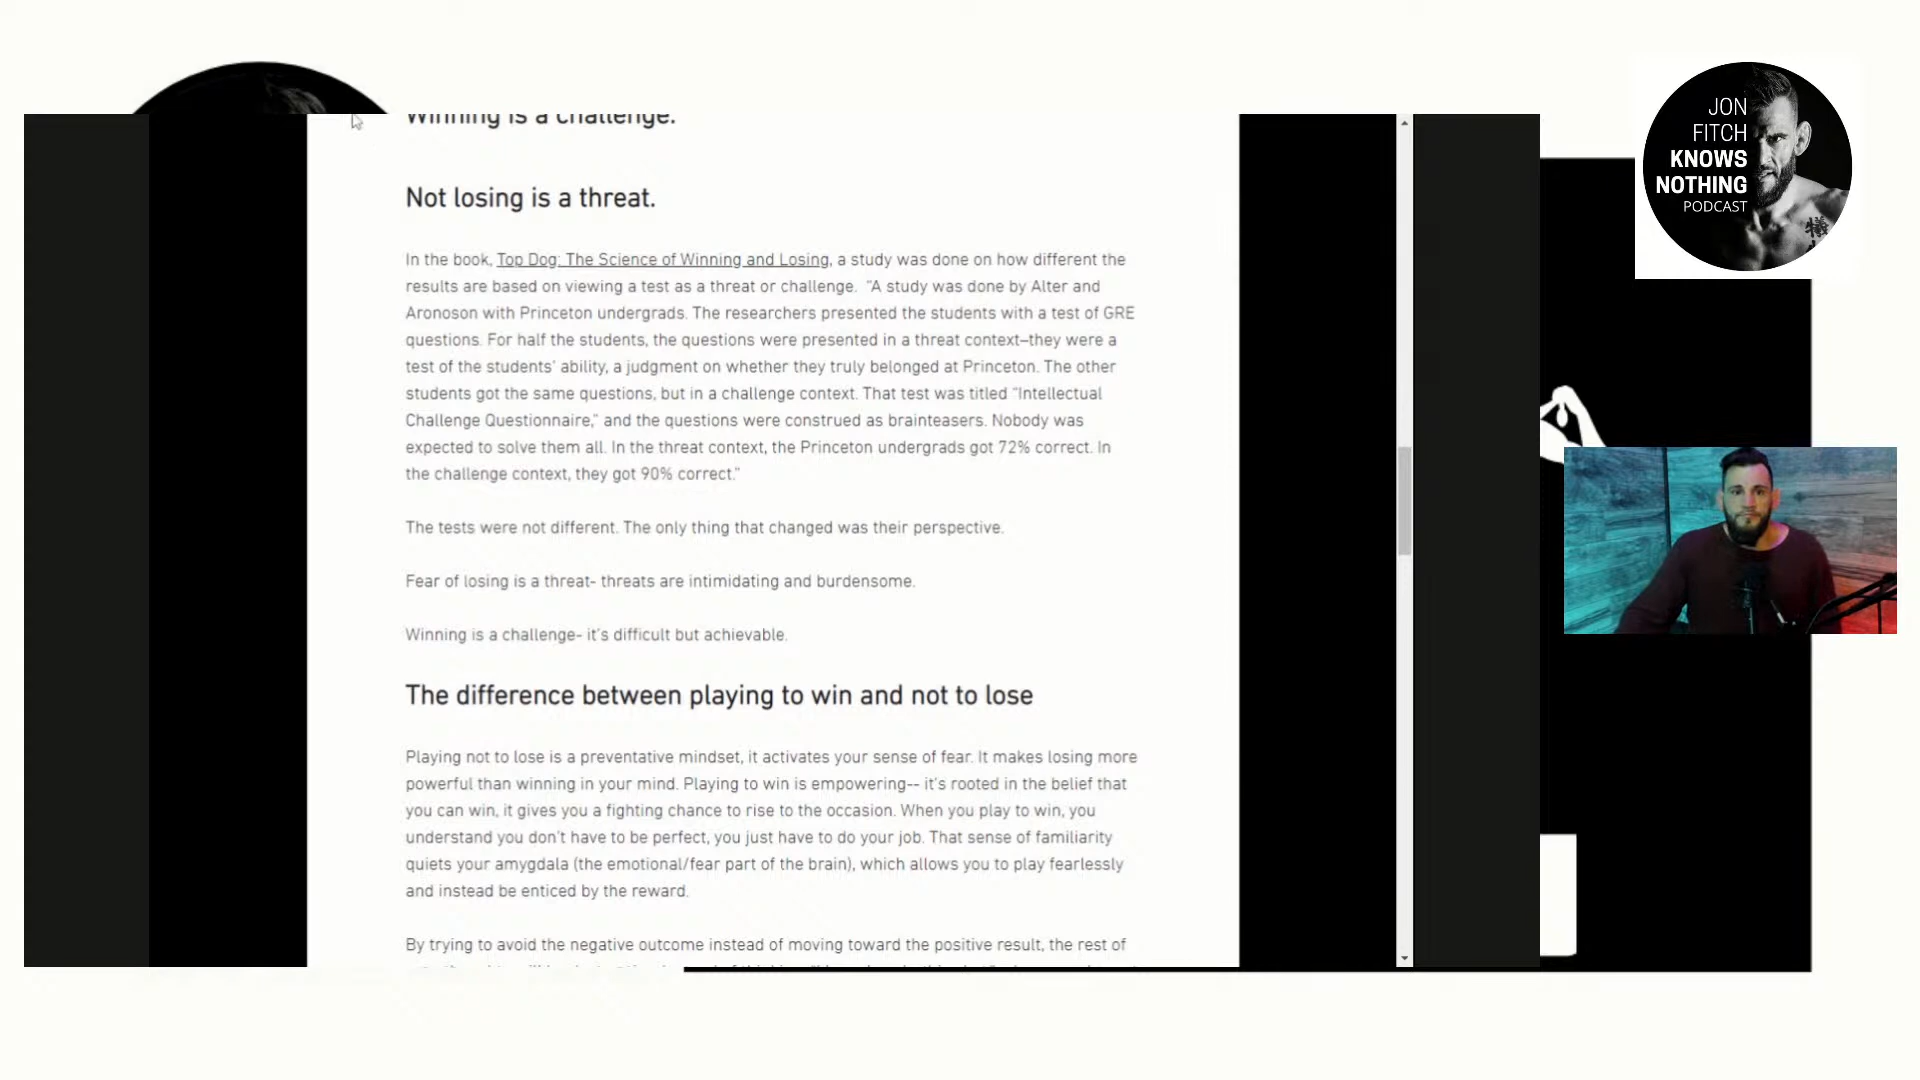 Winning is a challenge.
Not losing is a threat.
In the book, Top Dog: The Science of Winning and Losing, a study was done on how different the
results are based on viewing a test as a threat or challenge.  “A study was done by Alter and
Aronoson with Princeton undergrads. The researchers presented the students with a test of GRE
questions. For half the students, the questions were presented in a threat context–they were a
test of the students’ ability, a judgment on whether they truly belonged at Princeton. The other
students got the same questions, but in a challenge context. That test was titled “Intellectual
Challenge Questionnaire,” and the questions were construed as brainteasers. Nobody was
expected to solve them all. In the threat context, the Princeton undergrads got 72% correct. In
the challenge context, they got 90% correct.”
The tests were not different. The only thing that changed was their perspective.
Fear of losing is a threat- threats are intimidating and burdensome.
Winning is a challenge- it’s difficult but achievable.
The difference between playing to win and not to lose
Playing not to lose is a preventative mindset, it activates your sense of fear. It makes losing more
powerful than winning in your mind. Playing to win is empowering-- it’s rooted in the belief that
you can win, it gives you a fighting chance to rise to the occasion. When you play to win, you
understand you don’t have to be perfect, you just have to do your job. That sense of familiarity
quiets your amygdala (the emotional/fear part of the brain), which allows you to play fearlessly
and instead be enticed by the reward.
By trying to avoid the negative outcome instead of moving toward the positive result, the rest of
JON
FITCH
KNOWS
NOTHING
PODCAST